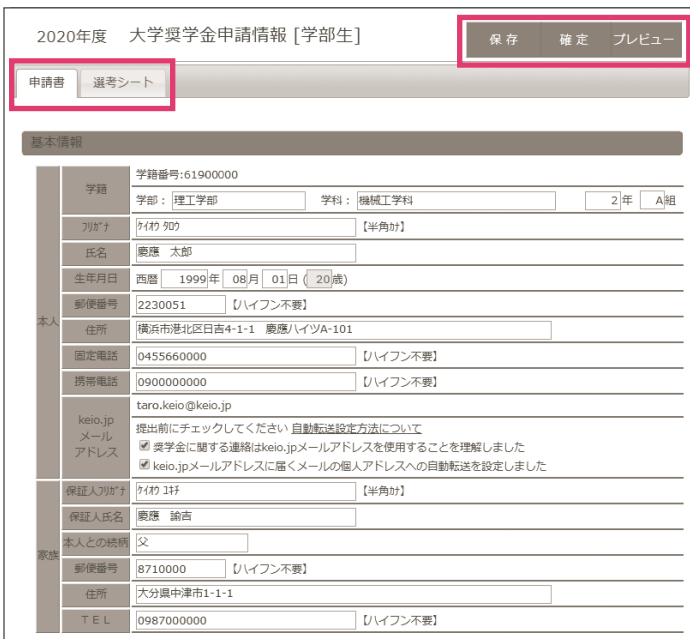 2020年度 大学奨学金申請情報 [学部生]
保 存 確 定 プレビュー
申請書 選考シート
基本情報
本人
学籍
学籍番号:61900000
学部： 理工学部 学科： 機械工学科 2 年 A 組
ﾌﾘｶﾞﾅ ｹｲｵｳ ﾀﾛｳ 【半角ｶﾅ】
氏名 慶應 太郎
生年月日 西暦 1999 年 08 月 01 日 ( 20 歳)
郵便番号 2230051 【ハイフン不要】
住所 横浜市港北区日吉4-1-1 慶應ハイツA-101
固定電話 0455660000 【ハイフン不要】
携帯電話 0900000000 【ハイフン不要】
keio.jp
メール
アドレス
taro.keio@keio.jp
提出前にチェックしてください 自動転送設定方法について
奨学金に関する連絡はkeio.jpメールアドレスを使用することを理解しました
keio.jpメールアドレスに届くメールの個人アドレスへの自動転送を設定しました
家族
保証人ﾌﾘｶﾞﾅ ｹｲｵｳ ﾕｷﾁ 【半角ｶﾅ】
保証人氏名 慶應 諭吉
本人との続柄 父
郵便番号 8710000 【ハイフン不要】
住所 大分県中津市1-1-1
ＴＥＬ 0987000000 【ハイフン不要】